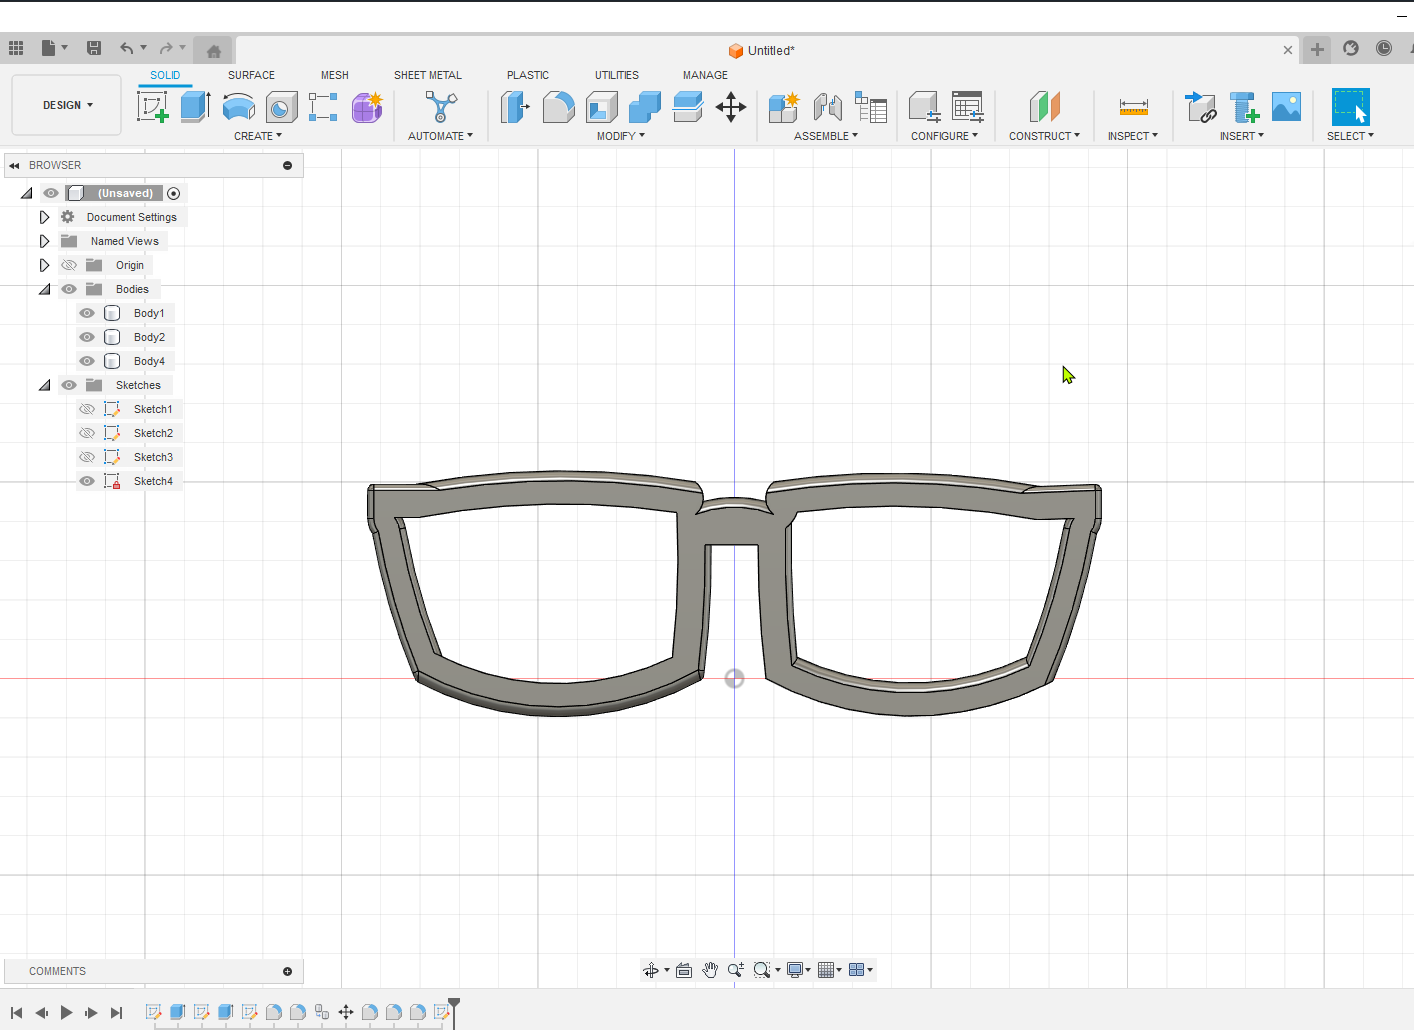 Untitled*
SOLID SURFACE MESH SHEET METAL PLASTIC UTILITIES MANAGE
DESIGN
CREATE AUTOMATE MODIFY ASSEMBLE CONFIGURE CONSTRUCT INSPECT INSERT SELECT
BROWSER
(Unsaved)
Document Settings
Named Views
Origin
Bodies
Body1
Body2
Body4
Sketches
Sketch1
Sketch2
Sketch3
Sketch4
COMMENTS